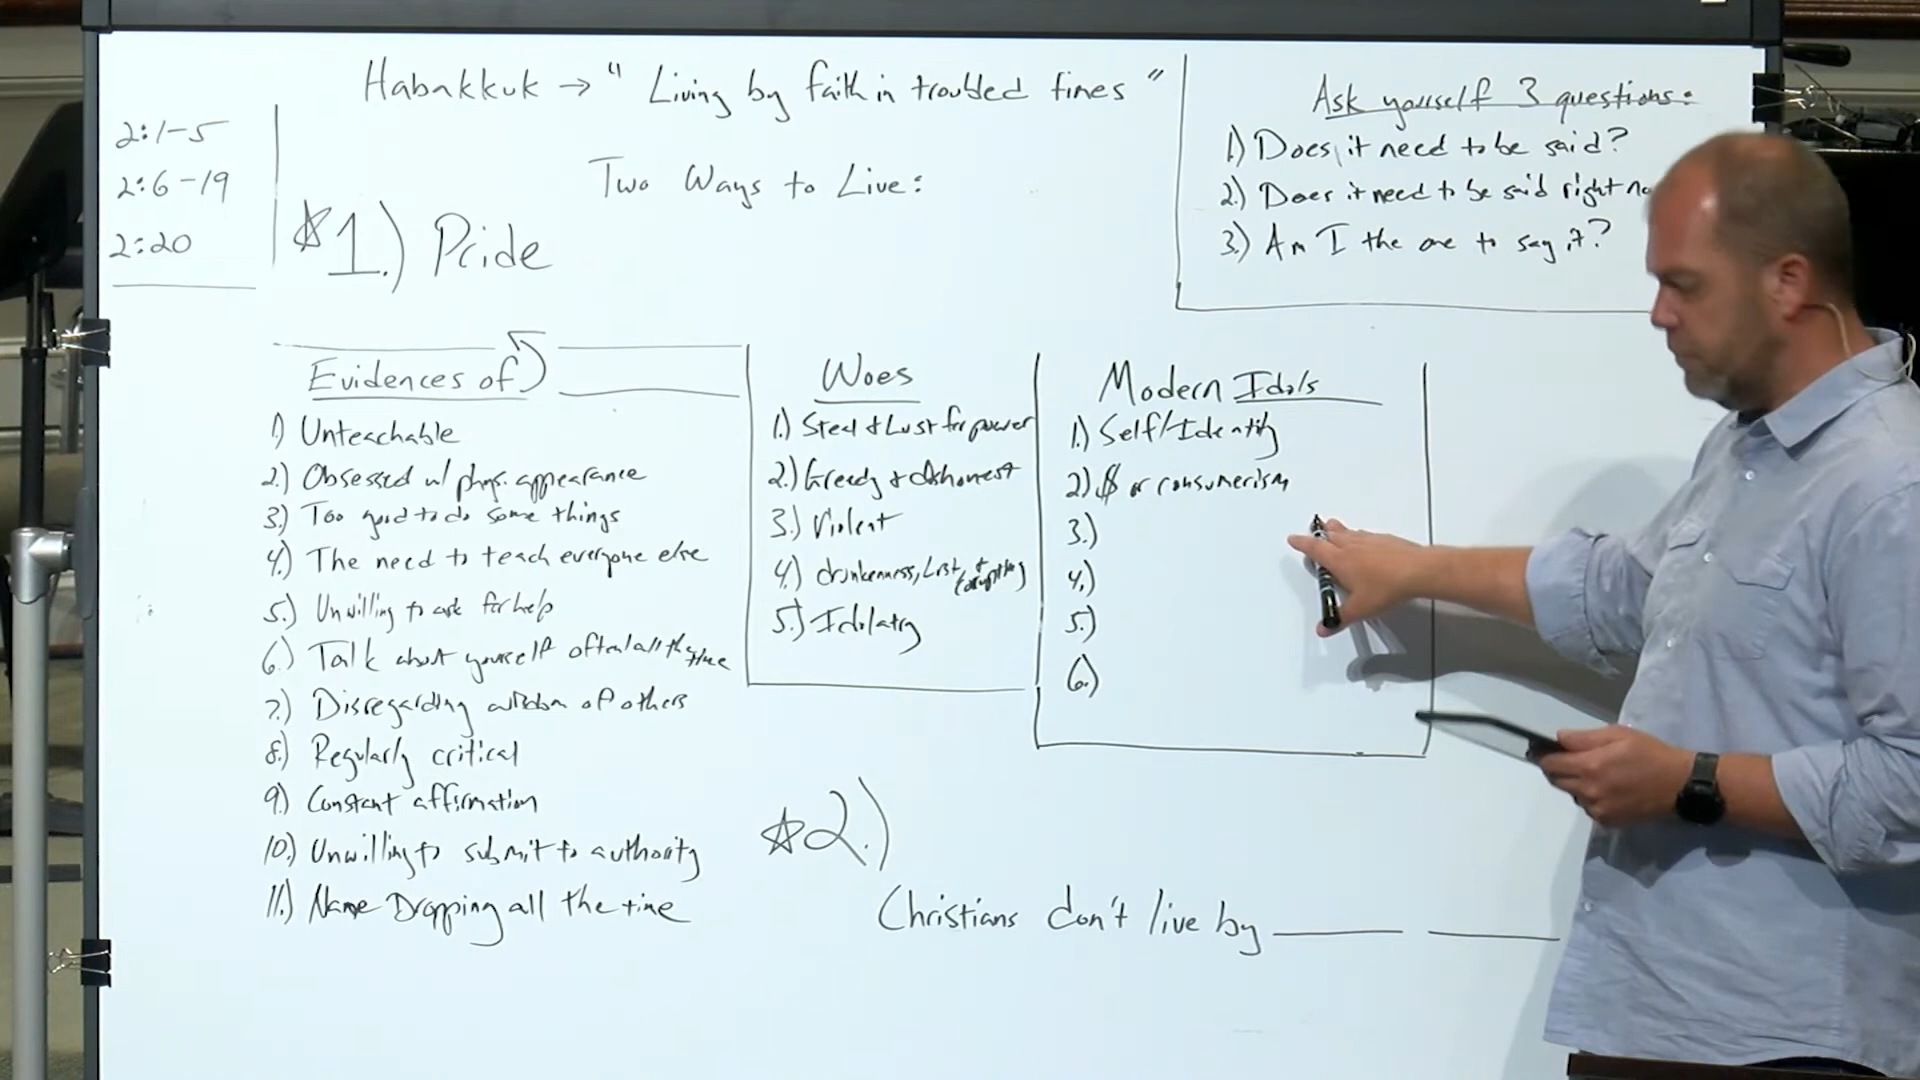 Habakkuk → "Living by faith in troubled times"
2:1-5
2:6-19
2:20
Two Ways to Live:
☆1.) Pride
Ask yourself 3 questions:
1.) Does it need to be said?
2.) Does it need to be said right no
3.) Am I the one to say it?
Evidences of
1) Unteachable
2.) Obsessed w/ phys. appearance
3.) Too good to do some things
4.) The need to teach everyone else
5.) Unwilling to ask for help
6.) Talk about yourself often/all the time
7.) Disregarding wisdom of others
8.) Regularly critical
9.) Constant affirmation
10.) Unwilling to submit to authority
11.) Name Dropping all the time
Woes
1.) Steal & Lust for power
2.) Greedy & dishonest
3.) Violent
4.) drunkenness, Lust, &
5.) Idolatry
Modern Idols
1.) Self/Identity
2.) $ or consumerism
3.)
4.)
5.)
6.)
☆2.)
Christians don't live by ______ ______